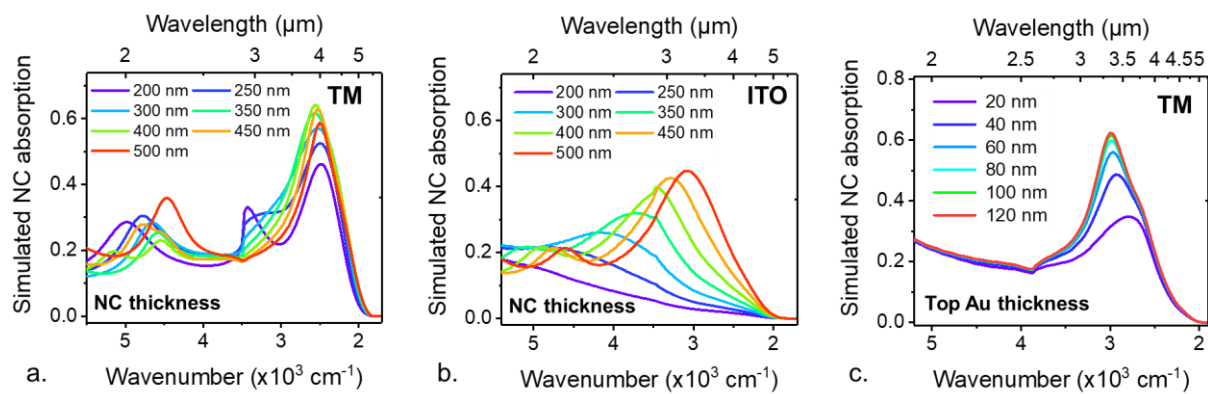 Wavelength (µm)
2 3 4 5
Simulated NC absorption
0.6
0.4
0.2
0.0
200 nm 250 nm
300 nm 350 nm
400 nm 450 nm
500 nm
TM
NC thickness
5 4 3 2
a.
Wavenumber (x10³ cm⁻¹)
Wavelength (µm)
2 3 4 5
Simulated NC absorption
0.6
0.4
0.2
0.0
200 nm 250 nm
300 nm 350 nm
400 nm 450 nm
500 nm
ITO
NC thickness
5 4 3 2
b.
Wavenumber (x10³ cm⁻¹)
Wavelength (µm)
2 2.5 3 3.5 4 4.55
Simulated NC absorption
0.8
0.6
0.4
0.2
0.0
20 nm
40 nm
60 nm
80 nm
100 nm
120 nm
TM
Top Au thickness
5 4 3 2
c.
Wavenumber (x10³ cm⁻¹)